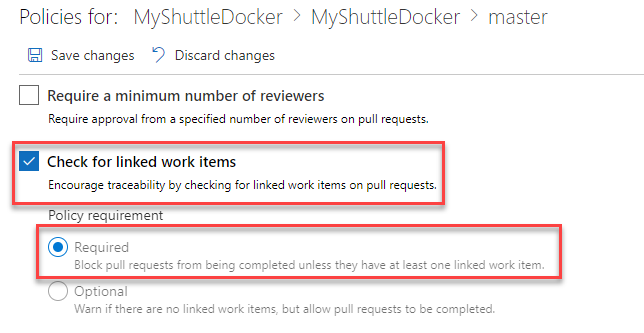 Policies for: MyShuttleDocker > MyShuttleDocker > master
Save changes Discard changes
Require a minimum number of reviewers
Require approval from a specified number of reviewers on pull requests.
Check for linked work items
Encourage traceability by checking for linked work items on pull requests.
Policy requirement
Required
Block pull requests from being completed unless they have at least one linked work item.
Optional
Warn if there are no linked work items, but allow pull requests to be completed.